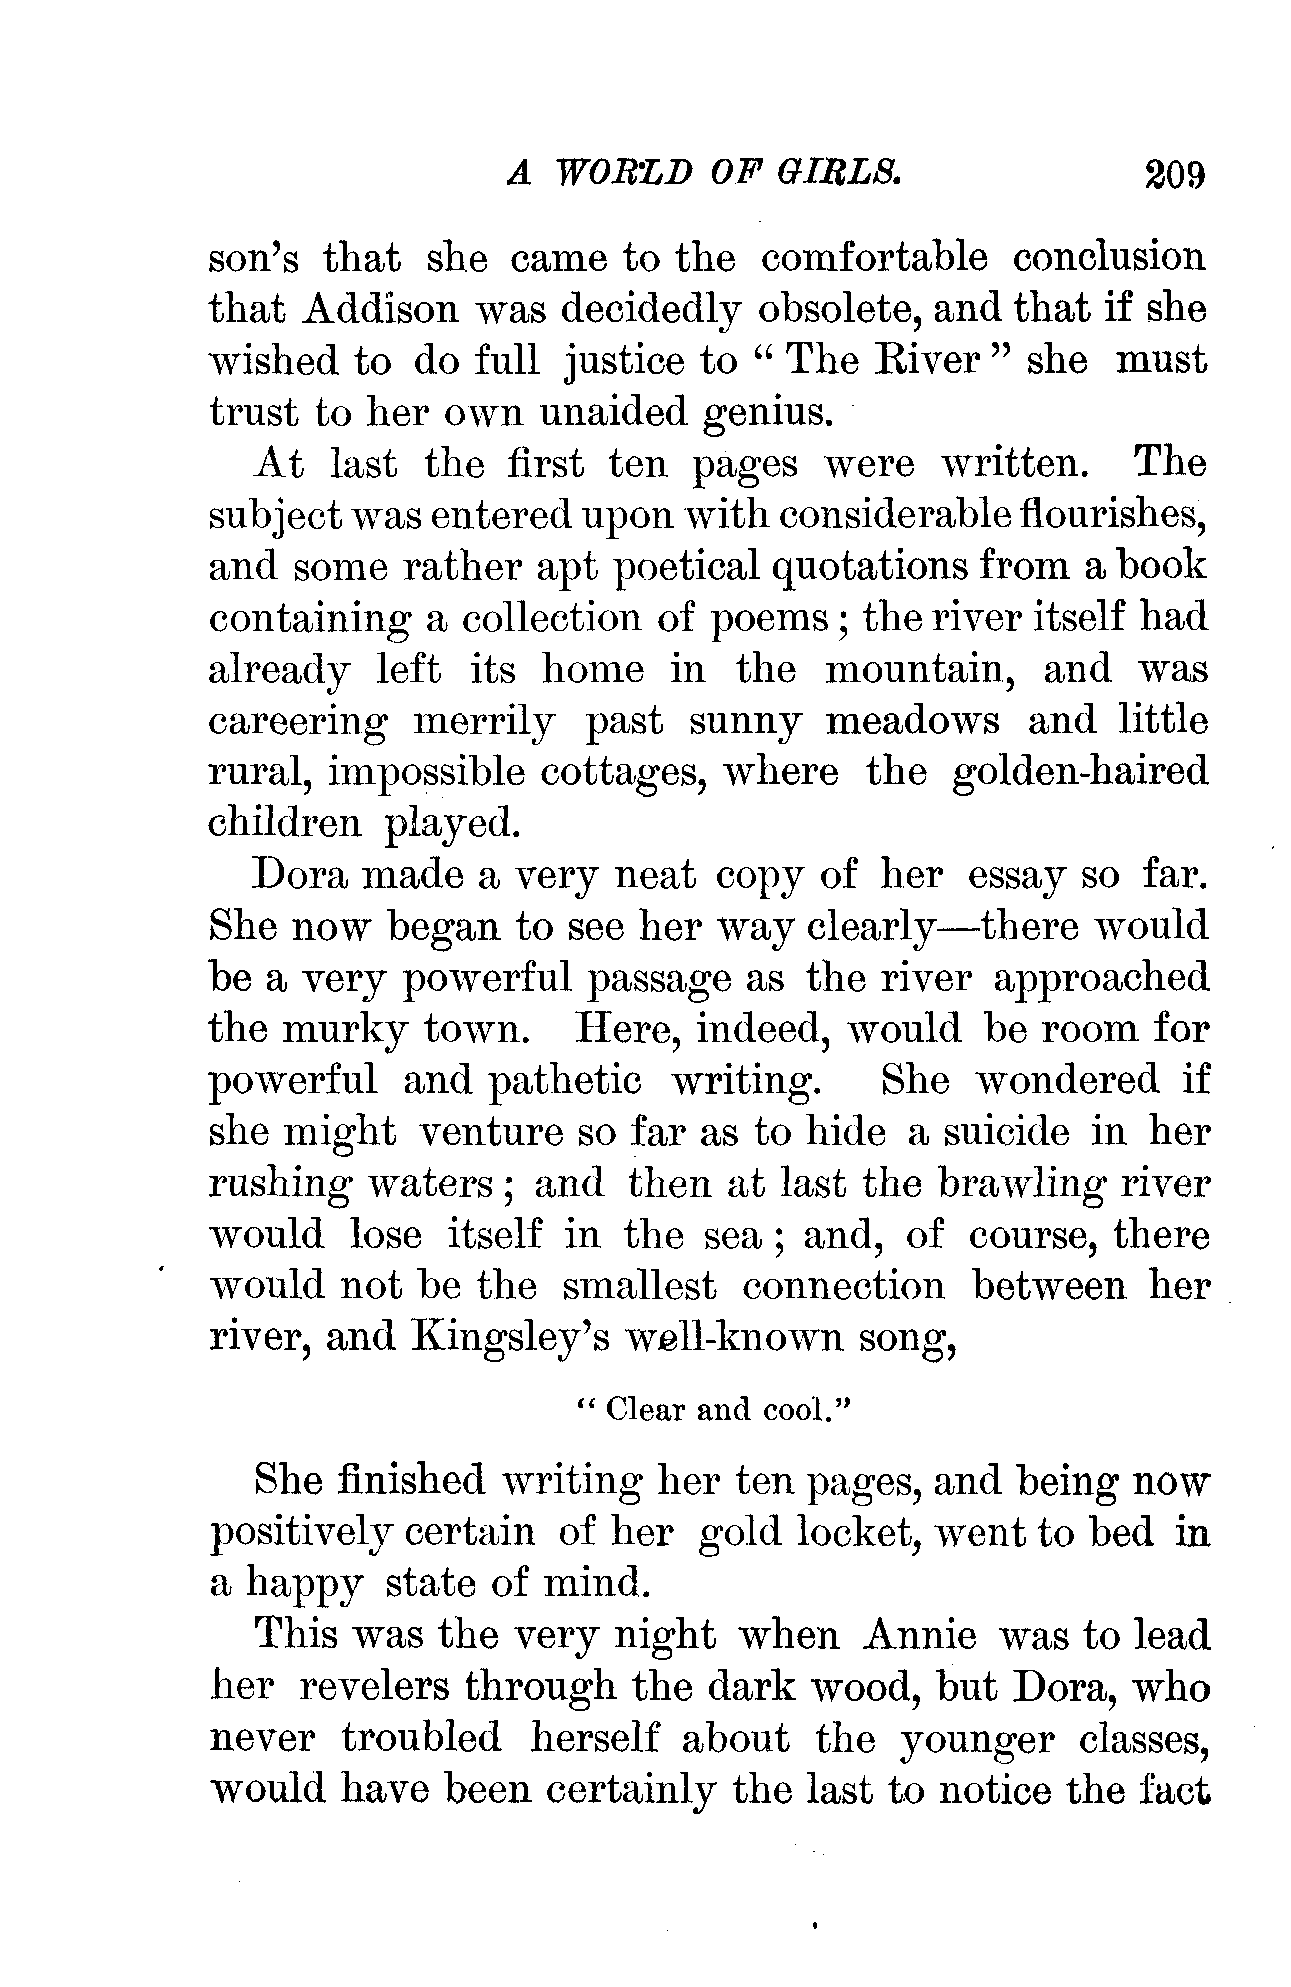 A WORLD OF GIRLS. 209
son's that she came to the comfortable conclusion
that Addison was decidedly obsolete, and that if she
wished to do full justice to “ The River ” she must
trust to her own unaided genius.
At last the first ten pages were written. The
subject was entered upon with considerable flourishes,
and some rather apt poetical quotations from a book
containing a collection of poems ; the river itself had
already left its home in the mountain, and was
careering merrily past sunny meadows and little
rural, impossible cottages, where the golden-haired
children played.
Dora made a very neat copy of her essay so far.
She now began to see her way clearly—there would
be a very powerful passage as the river approached
the murky town. Here, indeed, would be room for
powerful and pathetic writing. She wondered if
she might venture so far as to hide a suicide in her
rushing waters ; and then at last the brawling river
would lose itself in the sea ; and, of course, there
would not be the smallest connection between her
river, and Kingsley's well-known song,
“ Clear and cool.”
She finished writing her ten pages, and being now
positively certain of her gold locket, went to bed in
a happy state of mind.
This was the very night when Annie was to lead
her revelers through the dark wood, but Dora, who
never troubled herself about the younger classes,
would have been certainly the last to notice the fact